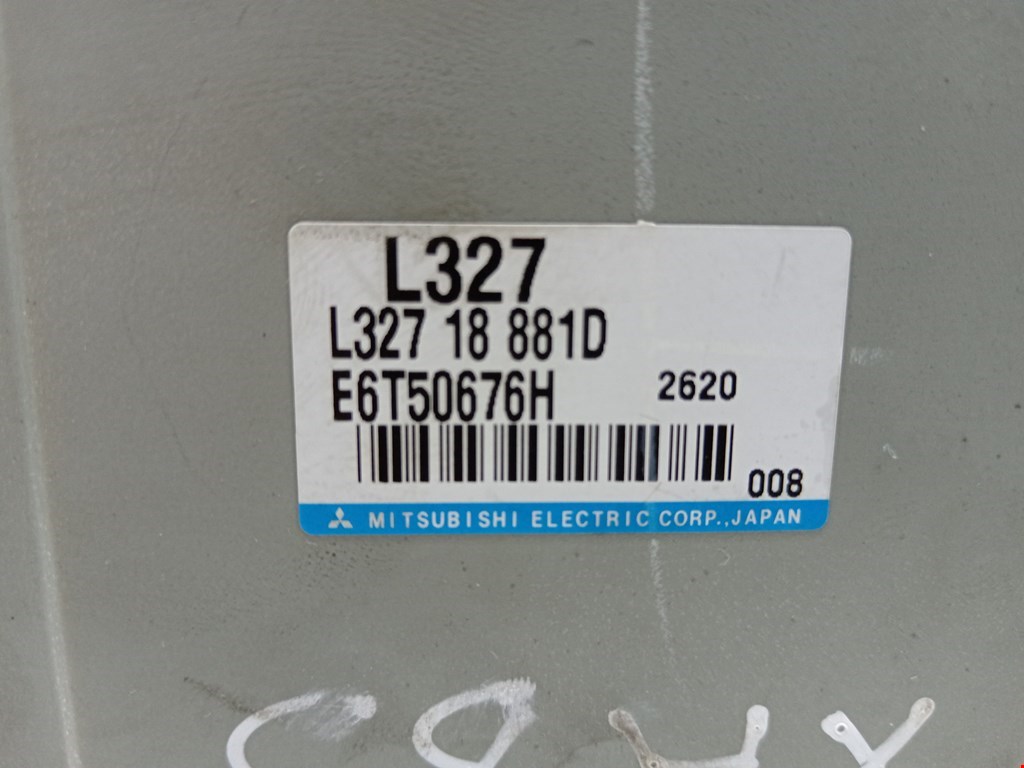 L327
L327 18 881D
E6T50676H 2620
008
MITSUBISHI ELECTRIC CORP.,JAPAN